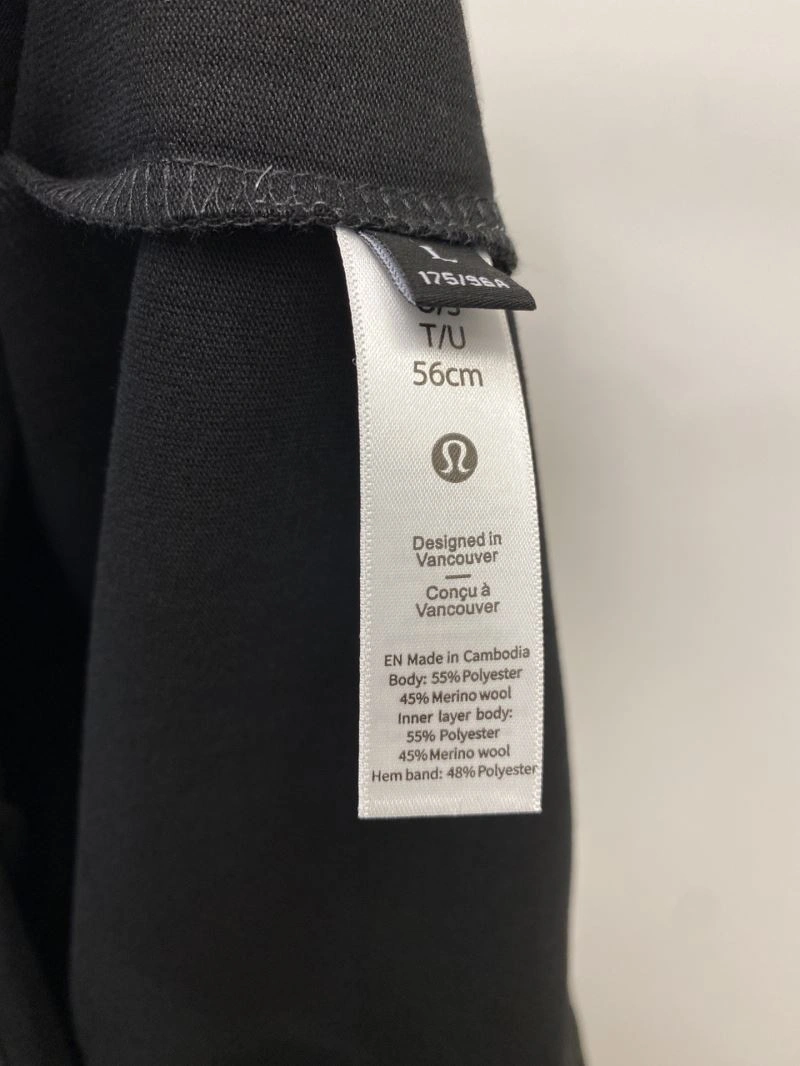 L
175/96A
T/U
56cm
Designed in
Vancouver
Conçu à
Vancouver
EN Made in Cambodia
Body: 55% Polyester
45% Merino wool
Inner layer body:
55% Polyester
45% Merino wool
Hem band: 48% Polyester